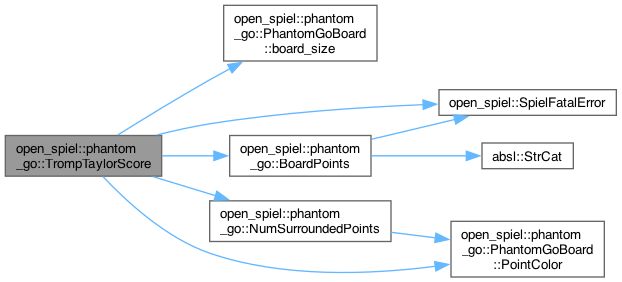 open_spiel::phantom
_go::TrompTaylorScore
open_spiel::phantom
_go::PhantomGoBoard
::board_size
open_spiel::SpielFatalError
open_spiel::phantom
_go::BoardPoints
absl::StrCat
open_spiel::phantom
_go::NumSurroundedPoints
open_spiel::phantom
_go::PhantomGoBoard
::PointColor